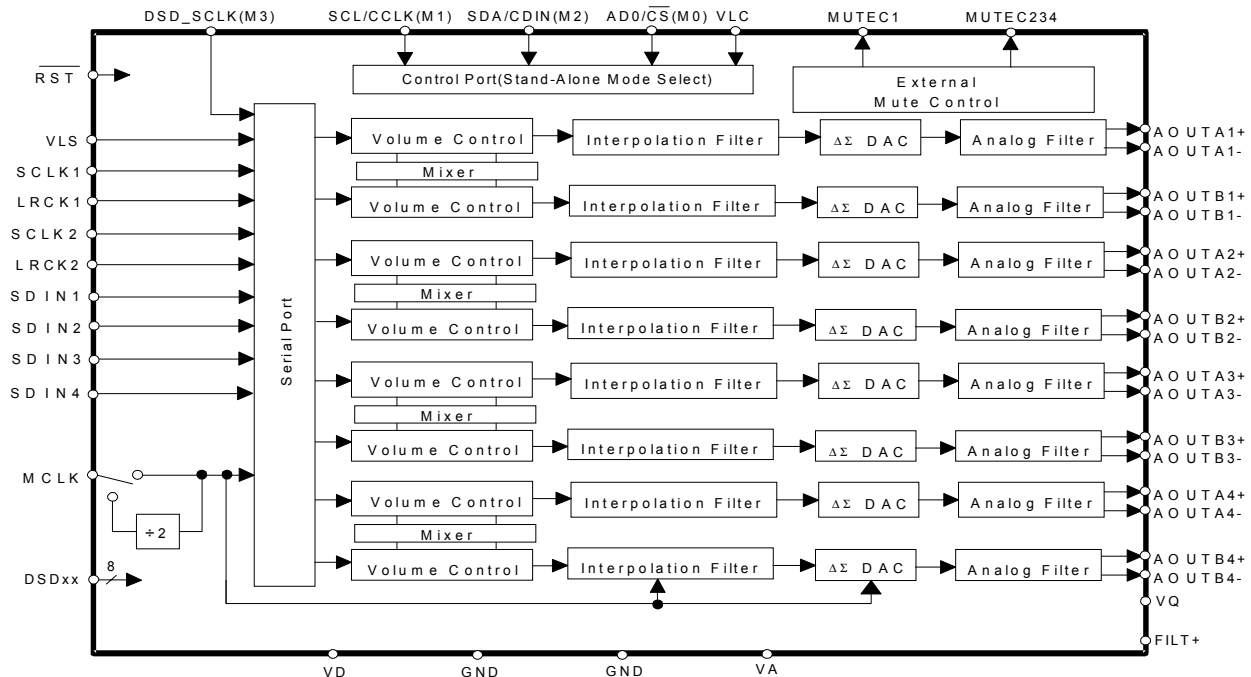 DSD_SCLK(M3) SCL/CCLK(M1) SDA/CDIN(M2) AD0/CS(M0) VLC MUTEC1 MUTEC234
RST
Control Port(Stand-Alone Mode Select)
External
Mute Control
VLS
SCLK1
LRCK1
SCLK2
LRCK2
SDIN1
SDIN2
SDIN3
SDIN4
MCLK
÷2
DSDxx
8
Serial Port
Volume Control Interpolation Filter ΔΣ DAC Analog Filter AOUTA1+
AOUTA1-
Mixer
Volume Control Interpolation Filter ΔΣ DAC Analog Filter AOUTB1+
AOUTB1-
Volume Control Interpolation Filter ΔΣ DAC Analog Filter AOUTA2+
AOUTA2-
Mixer
Volume Control Interpolation Filter ΔΣ DAC Analog Filter AOUTB2+
AOUTB2-
Volume Control Interpolation Filter ΔΣ DAC Analog Filter AOUTA3+
AOUTA3-
Mixer
Volume Control Interpolation Filter ΔΣ DAC Analog Filter AOUTB3+
AOUTB3-
Volume Control Interpolation Filter ΔΣ DAC Analog Filter AOUTA4+
AOUTA4-
Mixer
Volume Control Interpolation Filter ΔΣ DAC Analog Filter AOUTB4+
AOUTB4-
VQ
FILT+
VD GND GND VA